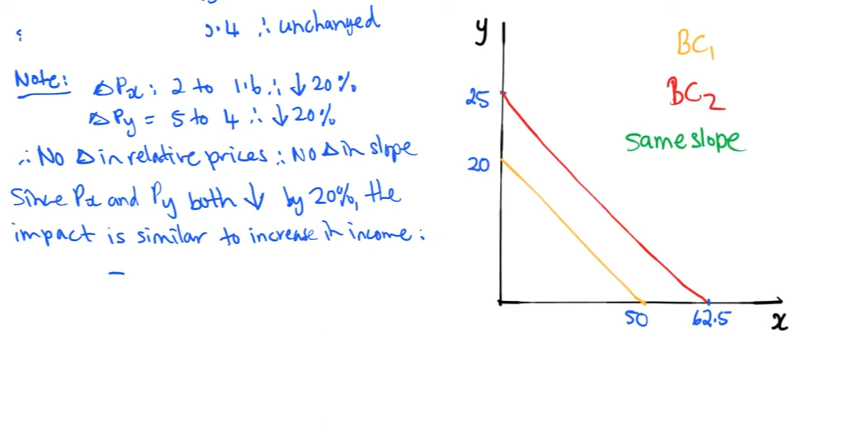 2.4 ∴ unchanged
Note: ΔPx: 2 to 1.6 ∴ ↓20%
ΔPy = 5 to 4 ∴ ↓20%
∴ No Δ in relative prices ∴ No Δ in slope
Since Px and Py both ↓ by 20%, the
impact is similar to increase in income:
y
BC1
BC2
same slope
25
20
50
62.5
x